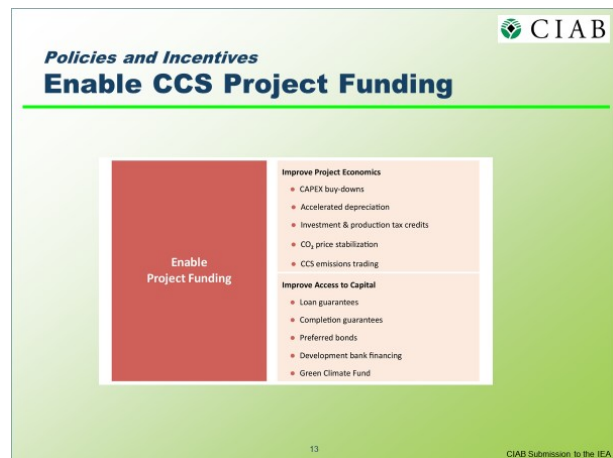 CIAB
Policies and Incentives
Enable CCS Project Funding
Enable
Project Funding
Improve Project Economics
• CAPEX buy-downs
• Accelerated depreciation
• Investment & production tax credits
• CO₂ price stabilization
• CCS emissions trading
Improve Access to Capital
• Loan guarantees
• Completion guarantees
• Preferred bonds
• Development bank financing
• Green Climate Fund
13
CIAB Submission to the IEA